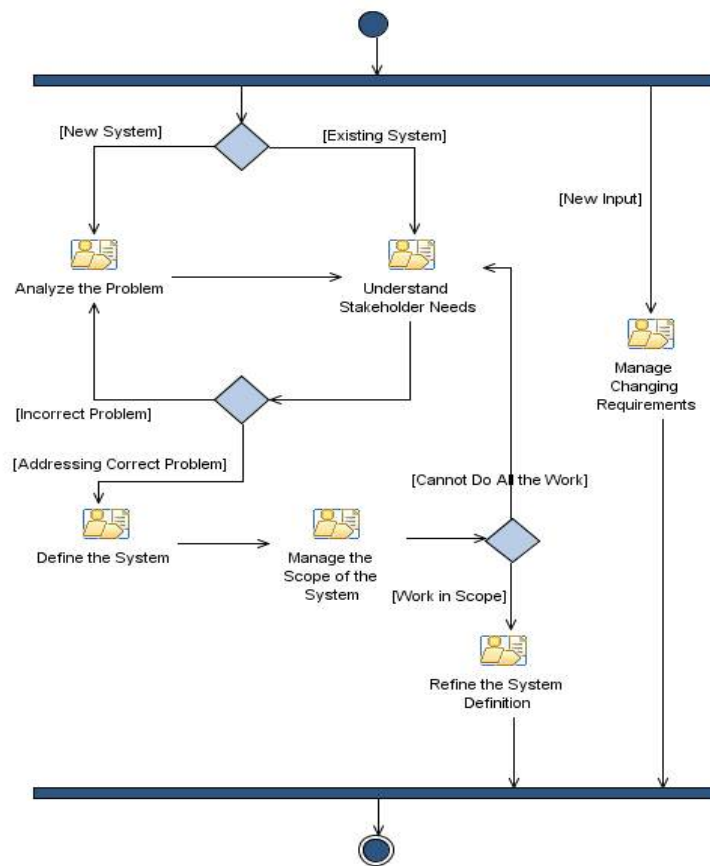 [New System]
[Existing System]
[New Input]
Analyze the Problem
Understand
Stakeholder Needs
Manage
Changing
Requirements
[Incorrect Problem]
[Addressing Correct Problem]
[Cannot Do All the Work]
Define the System
Manage the
Scope of the
System
[Work in Scope]
Refine the System
Definition